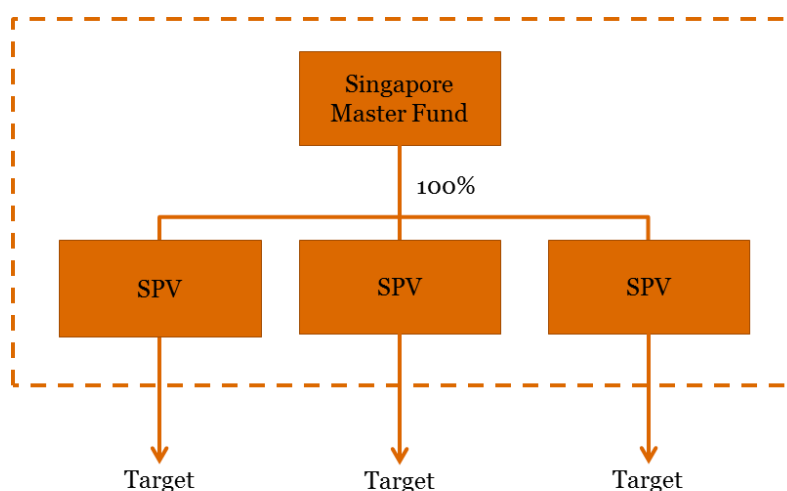 Singapore
Master Fund
100%
SPV
SPV
SPV
Target
Target
Target